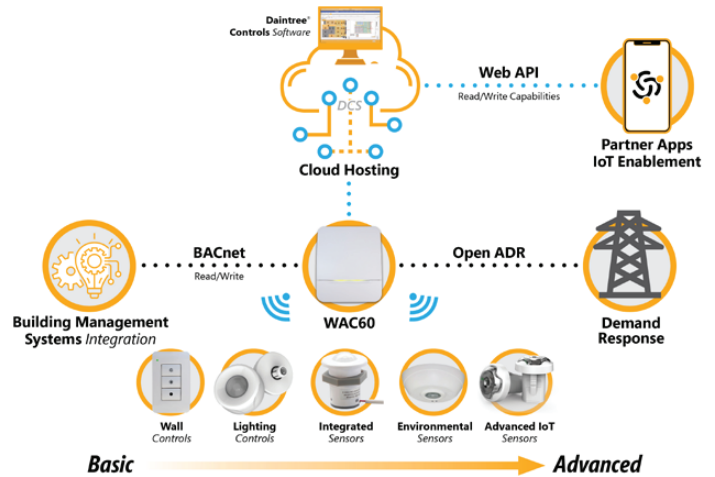 Daintree®
Controls Software
DCS
Cloud Hosting
Web API
Read/Write Capabilities
Partner Apps
IoT Enablement
BACnet
Read/Write
Open ADR
Building Management
Systems Integration
WAC60
Demand
Response
Wall
Controls
Lighting
Controls
Integrated
Sensors
Environmental
Sensors
Advanced IoT
Sensors
Basic
Advanced